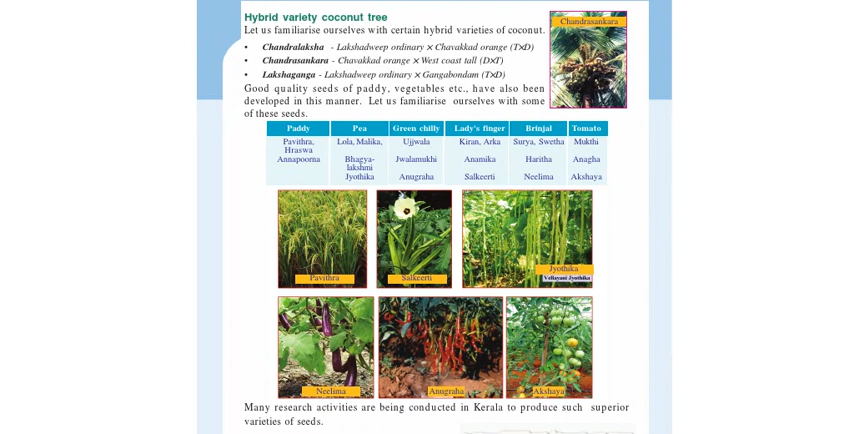 Hybrid variety coconut tree
Let us familiarise ourselves with certain hybrid varieties of coconut.
Chandrasankara
• Chandralaksha - Lakshadweep ordinary × Chavakkad orange (T×D)
• Chandrasankara - Chavakkad orange × West coast tall (D×T)
• Lakshaganga - Lakshadweep ordinary × Gangabondam (T×D)
Good quality seeds of paddy, vegetables etc., have also been
developed in this manner. Let us familiarise ourselves with some
of these seeds.
Paddy Pea Green chilly Lady's finger Brinjal Tomato
Pavithra, Lola, Malika, Ujjwala Kiran, Arka Surya, Swetha Mukthi
Hraswa
Annapoorna Bhagya- Jwalamukhi Anamika Haritha Anagha
lakshmi
Jyothika Anugraha Salkeerti Neelima Akshaya
Pavithra Salkeerti Jyothika
Vellayani Jyothika
Neelima Anugraha Akshaya
Many research activities are being conducted in Kerala to produce such superior
varieties of seeds.